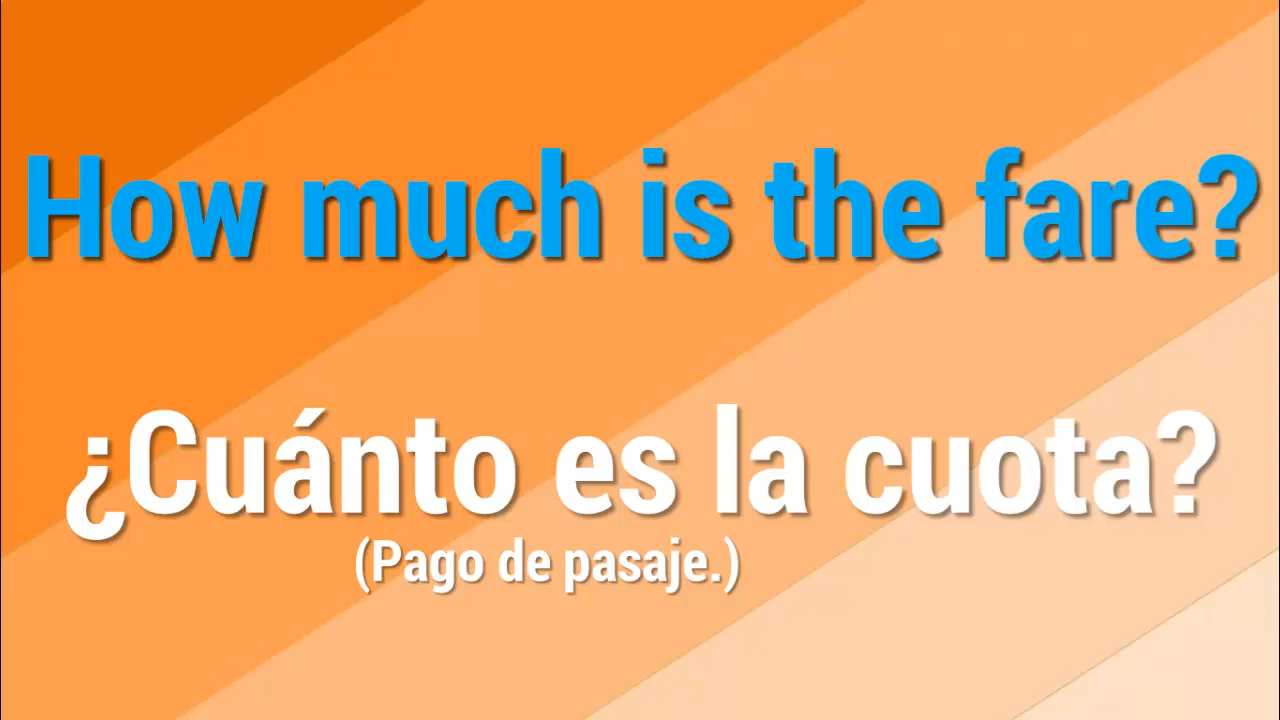 How much is the fare?
¿Cuánto es la cuota?
(Pago de pasaje.)